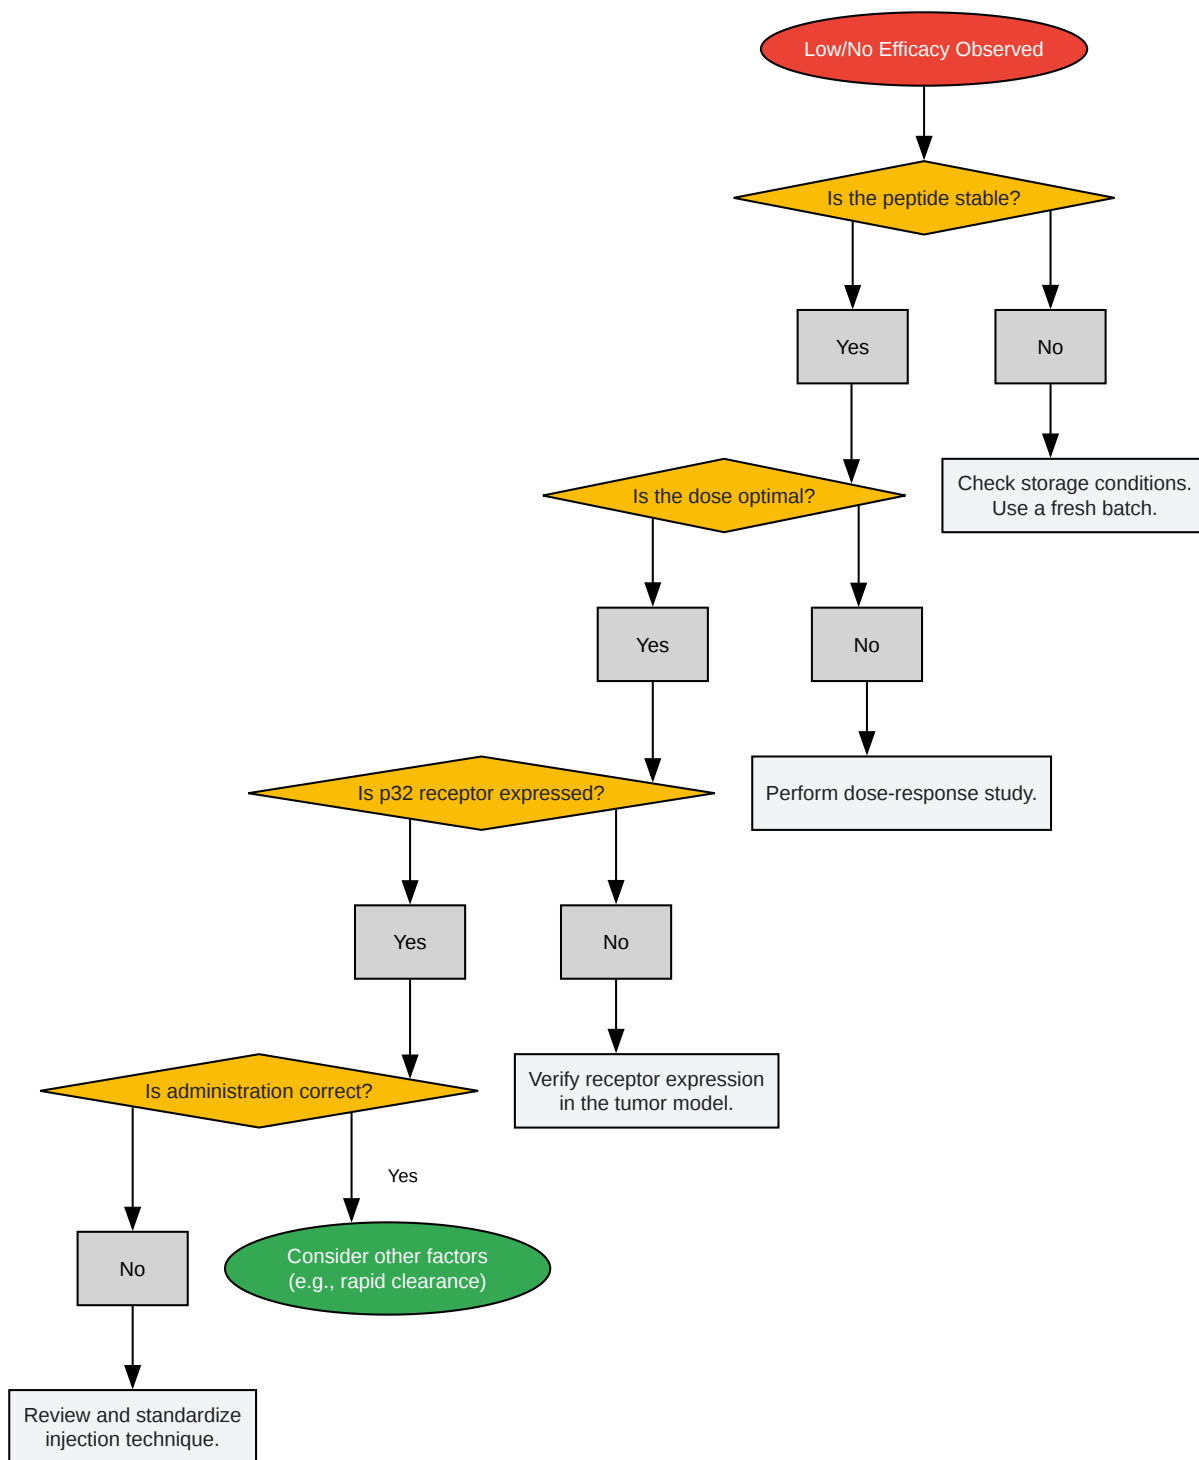 Low/No Efficacy Observed
Is the peptide stable?
Yes
No
Check storage conditions.
Use a fresh batch.
Is the dose optimal?
Yes
No
Perform dose-response study.
Is p32 receptor expressed?
Yes
No
Verify receptor expression
in the tumor model.
Is administration correct?
Yes
No
Consider other factors
(e.g., rapid clearance)
Review and standardize
injection technique.